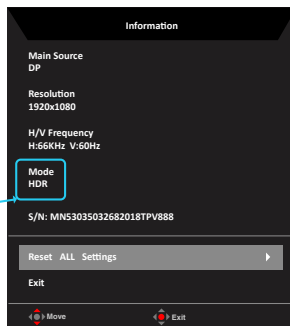 Information
Main Source
DP
Resolution
1920x1080
H/V Frequency
H:66KHz V:60Hz
Mode
HDR
S/N: MN53035032682018TPV888
Reset ALL Settings
Exit
Move Exit